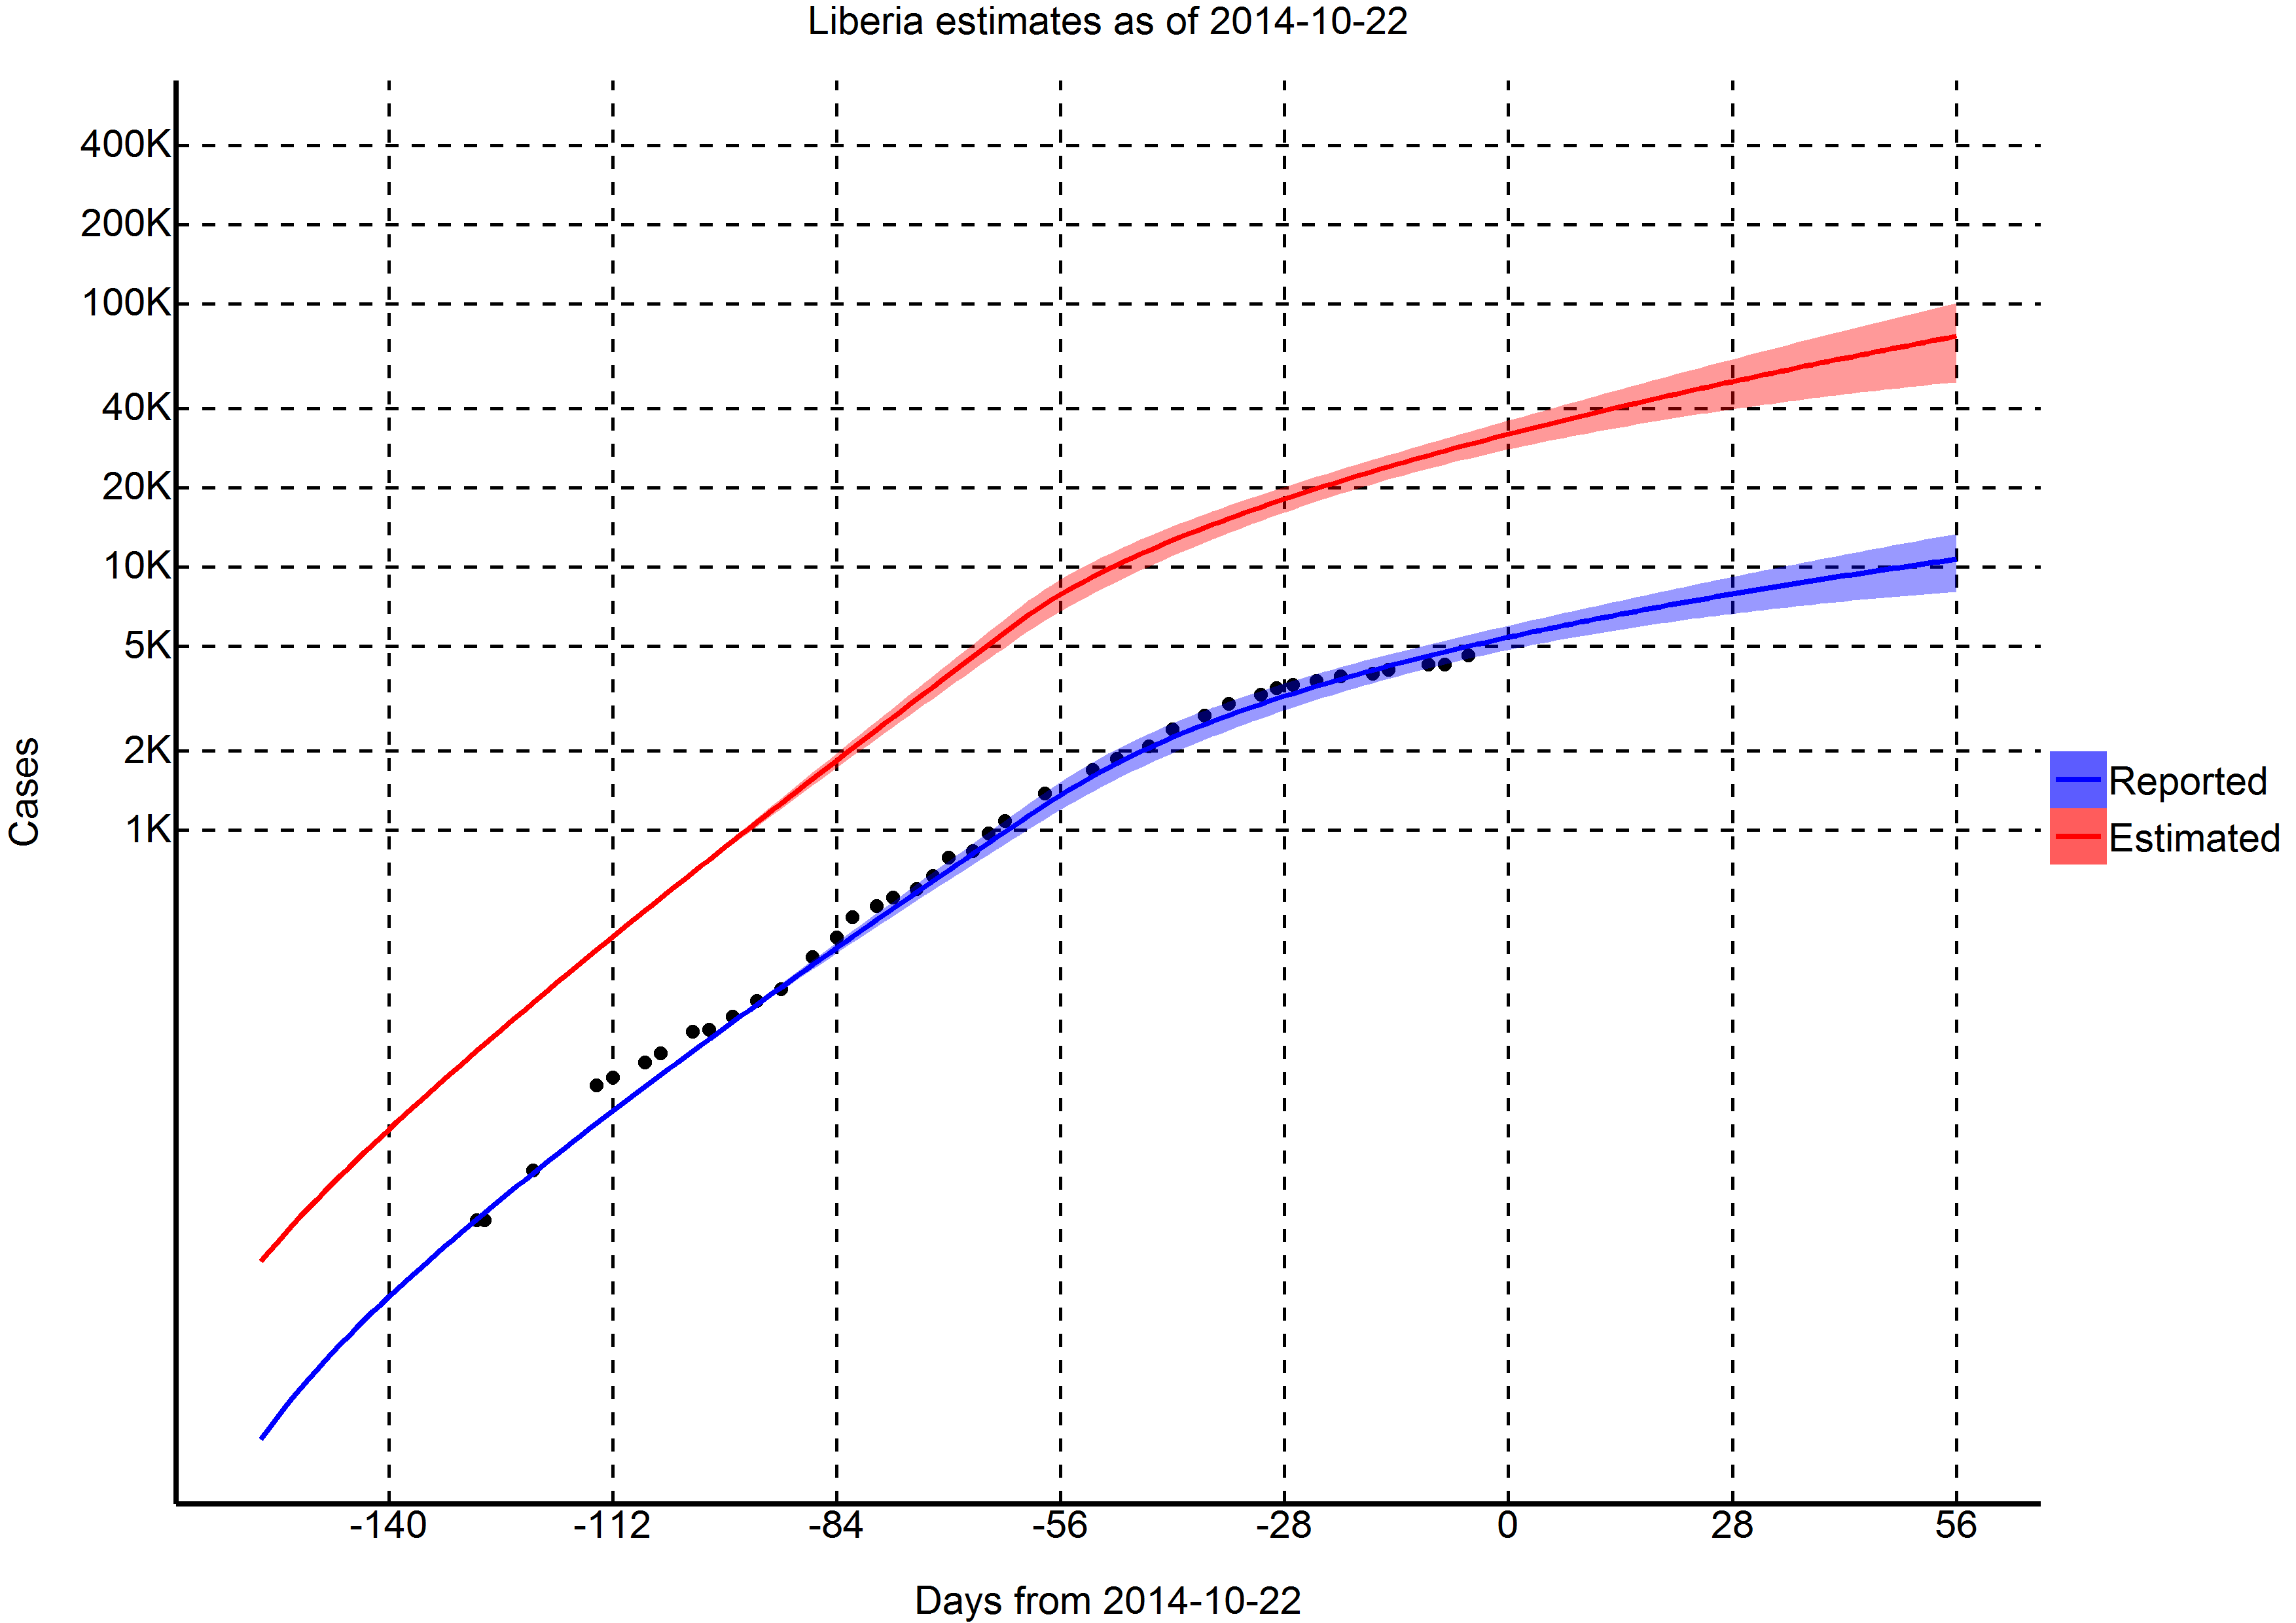 Liberia estimates as of 2014-10-22
400K
200K
100K
40K
20K
10K
5K
2K
1K
Cases
Reported
Estimated
-140 -112 -84 -56 -28 0 28 56
Days from 2014-10-22